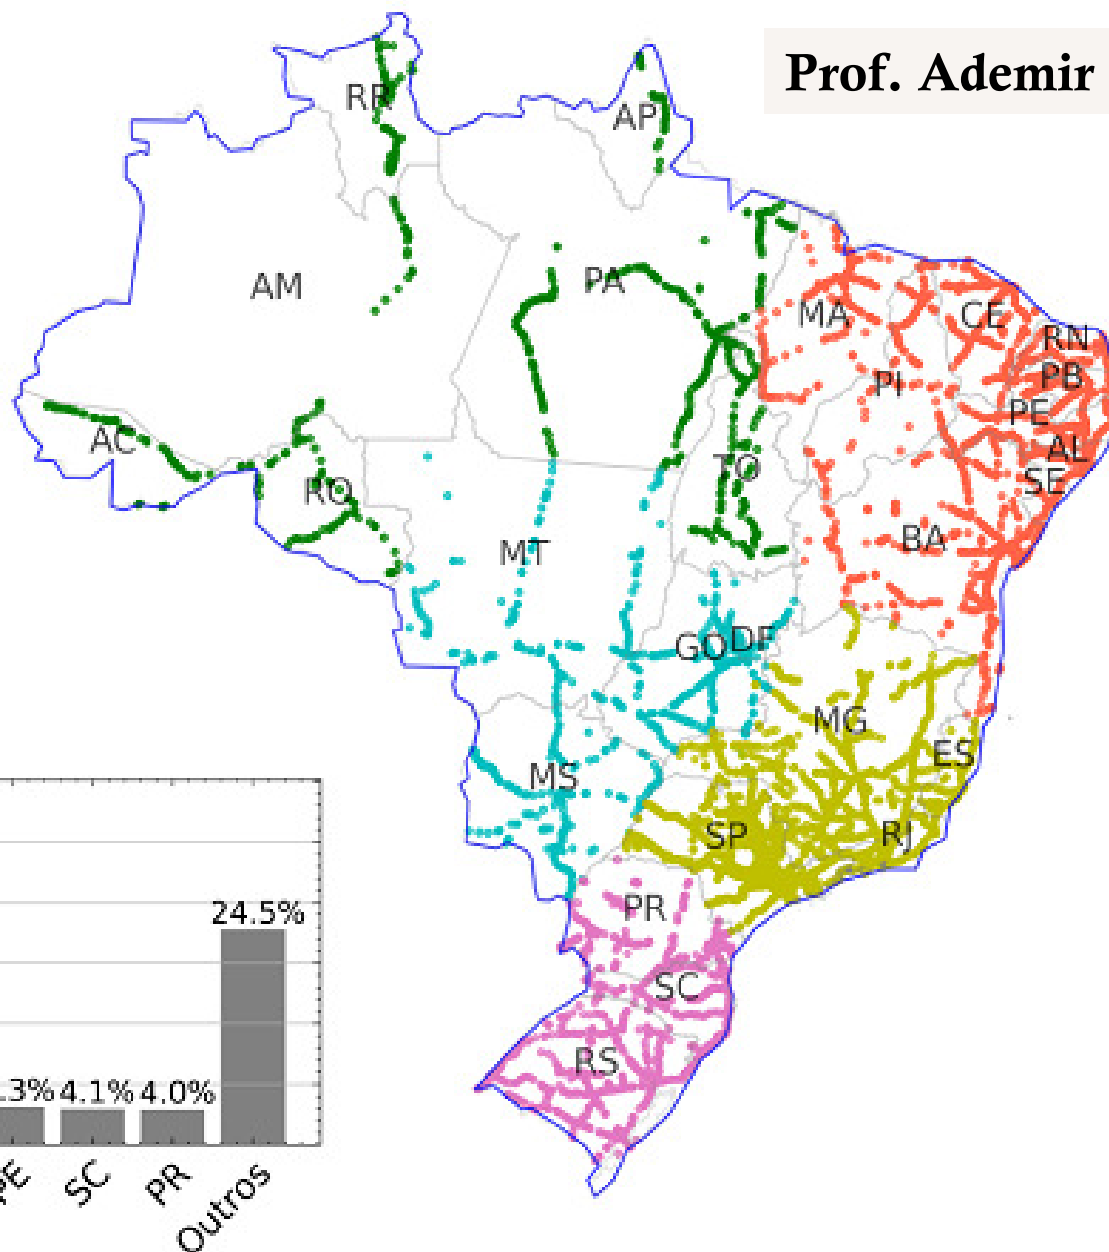 Prof. Ademir
RR
AP
AM
PA
MA
CE
RN
PB
PI
PE
AC
AL
TO
SE
RO
BA
MT
GO
DF
MG
ES
MS
SP
RJ
24.5%
PR
SC
RS
.3%
4.1%
4.0%
PE
SC
PR
Outros